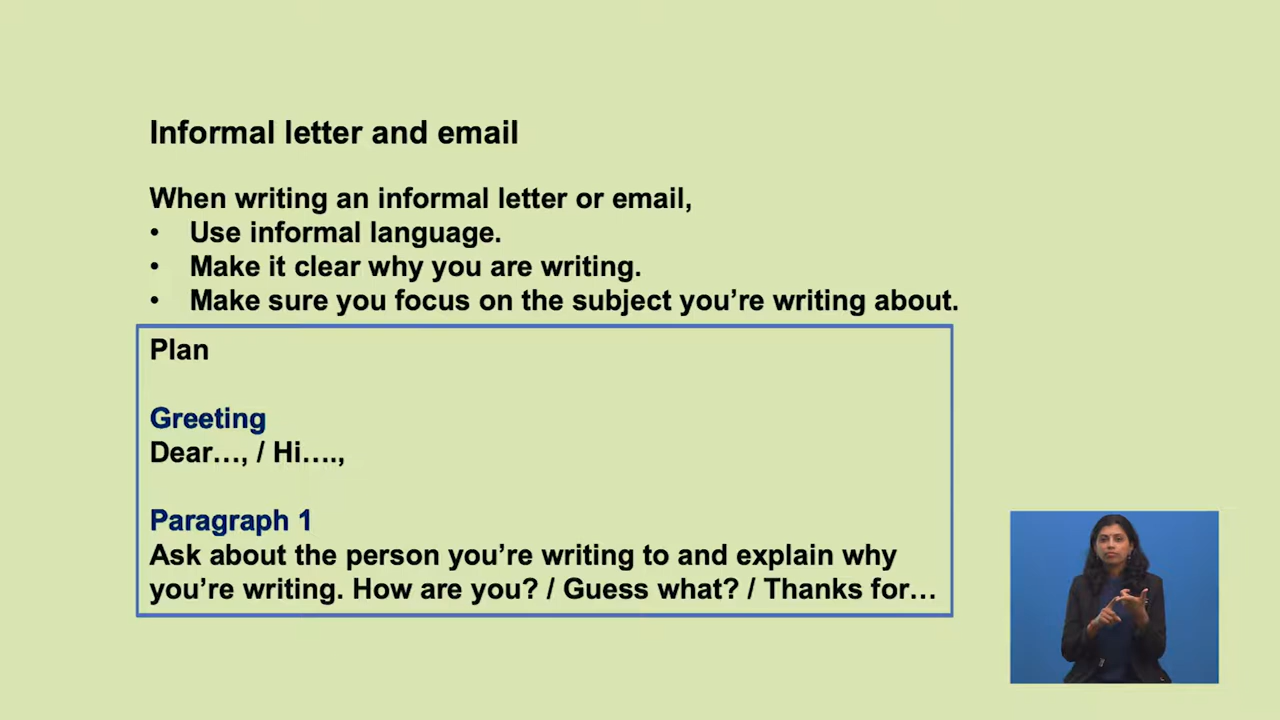 Informal letter and email
When writing an informal letter or email,
• Use informal language.
• Make it clear why you are writing.
• Make sure you focus on the subject you’re writing about.
Plan
Greeting
Dear…, / Hi….,
Paragraph 1
Ask about the person you’re writing to and explain why
you’re writing. How are you? / Guess what? / Thanks for…